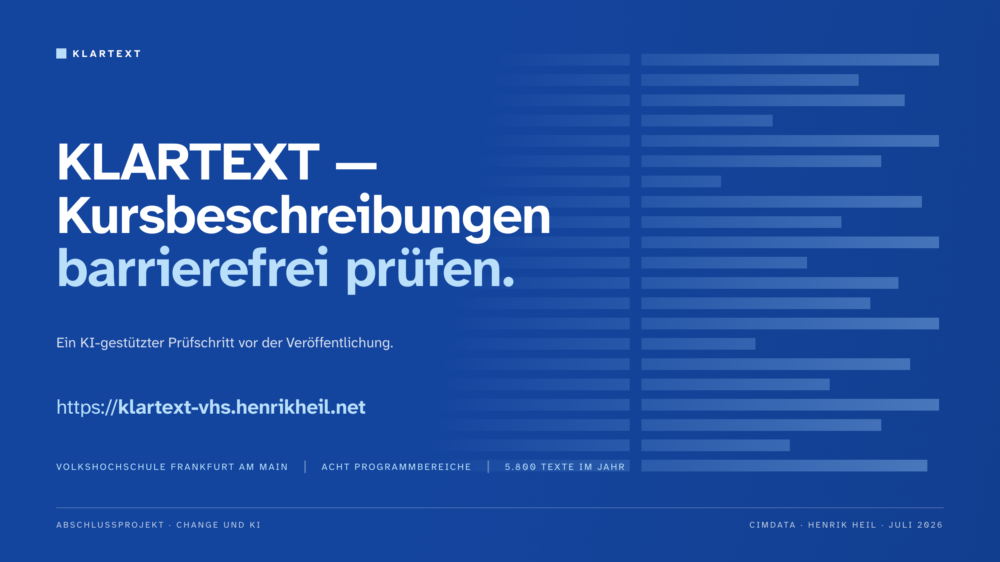 KLARTEXT
KLARTEXT —
Kursbeschreibungen
barrierefrei prüfen.
Ein KI-gestützter Prüfschritt vor der Veröffentlichung.
https://klartext-vhs.henrikheil.net
VOLKSHOCHSCHULE FRANKFURT AM MAIN | ACHT PROGRAMMBEREICHE | 5.800 TEXTE IM JAHR
ABSCHLUSSPROJEKT · CHANGE UND KI
CIMDATA · HENRIK HEIL · JULI 2026